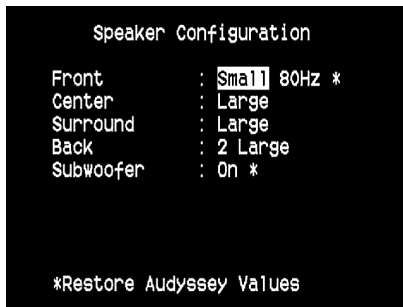 Speaker Configuration
Front : Small 80Hz *
Center : Large
Surround : Large
Back : 2 Large
Subwoofer : On *
*Restore Audyssey Values